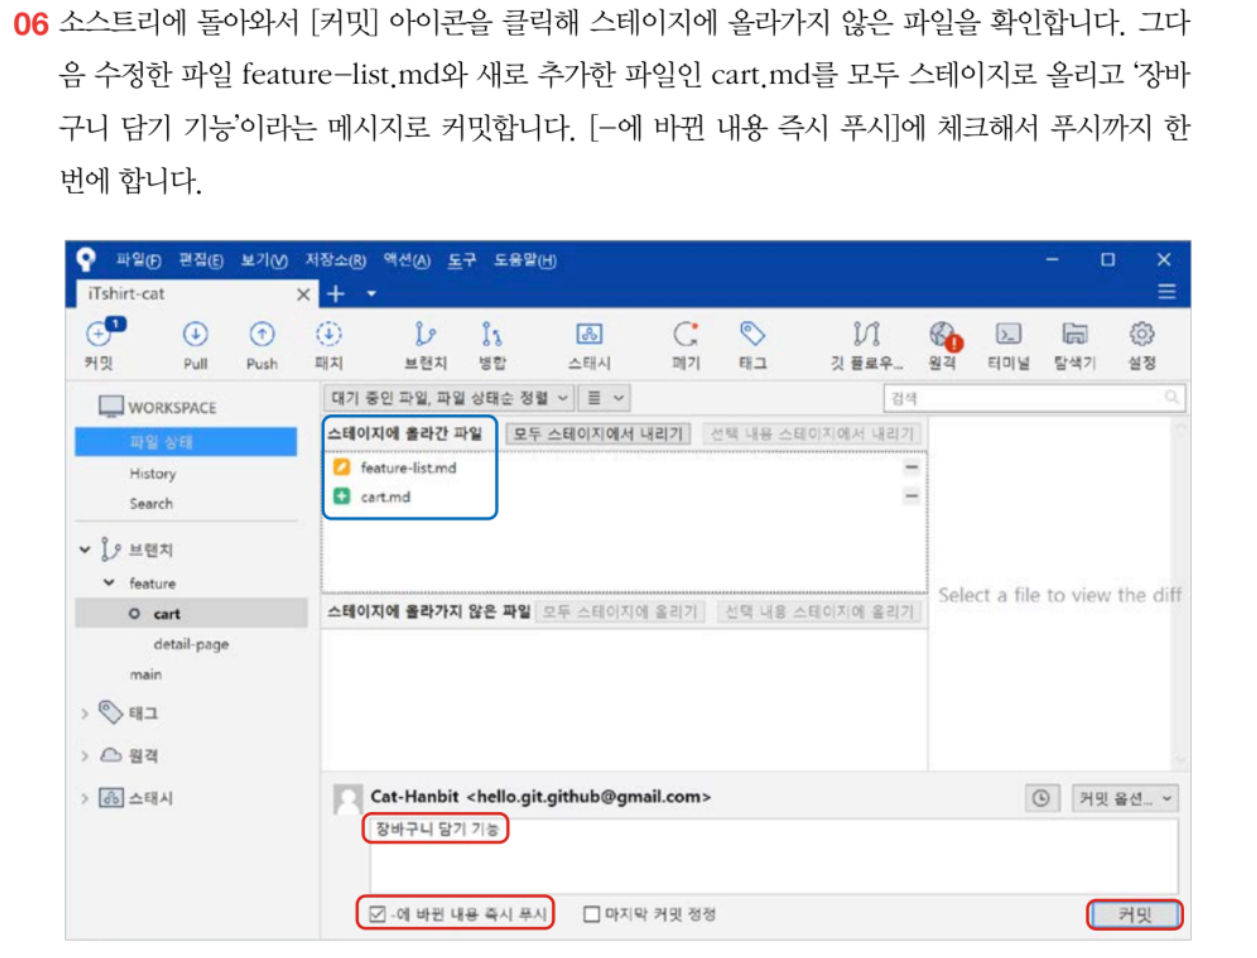 06 소스트리에 돌아와서 [커밋] 아이콘을 클릭해 스테이지에 올라가지 않은 파일을 확인합니다. 그다
음 수정한 파일 feature-list.md와 새로 추가한 파일인 cart.md를 모두 스테이지로 올리고 ‘장바
구니 담기 기능’이라는 메시지로 커밋합니다. [-에 바뀐 내용 즉시 푸시]에 체크해서 푸시까지 한
번에 합니다.
파일(F) 편집(E) 보기(V) 저장소(R) 액션(A) 도구 도움말(H)
iTshirt-cat
1
커밋 Pull Push 패치 브랜치 병합 스태시 폐기 태그 깃 플로우... 원격 터미널 탐색기 설정
WORKSPACE
파일 상태
History
Search
브랜치
feature
cart
detail-page
main
태그
원격
스태시
대기 중인 파일, 파일 상태순 정렬
검색
스테이지에 올라간 파일 모두 스테이지에서 내리기 선택 내용 스테이지에서 내리기
feature-list.md
cart.md
스테이지에 올라가지 않은 파일 모두 스테이지에 올리기 선택 내용 스테이지에 올리기
Select a file to view the diff
Cat-Hanbit <hello.git.github@gmail.com>
커밋 옵션...
장바구니 담기 기능
-에 바뀐 내용 즉시 푸시 마지막 커밋 정정
커밋